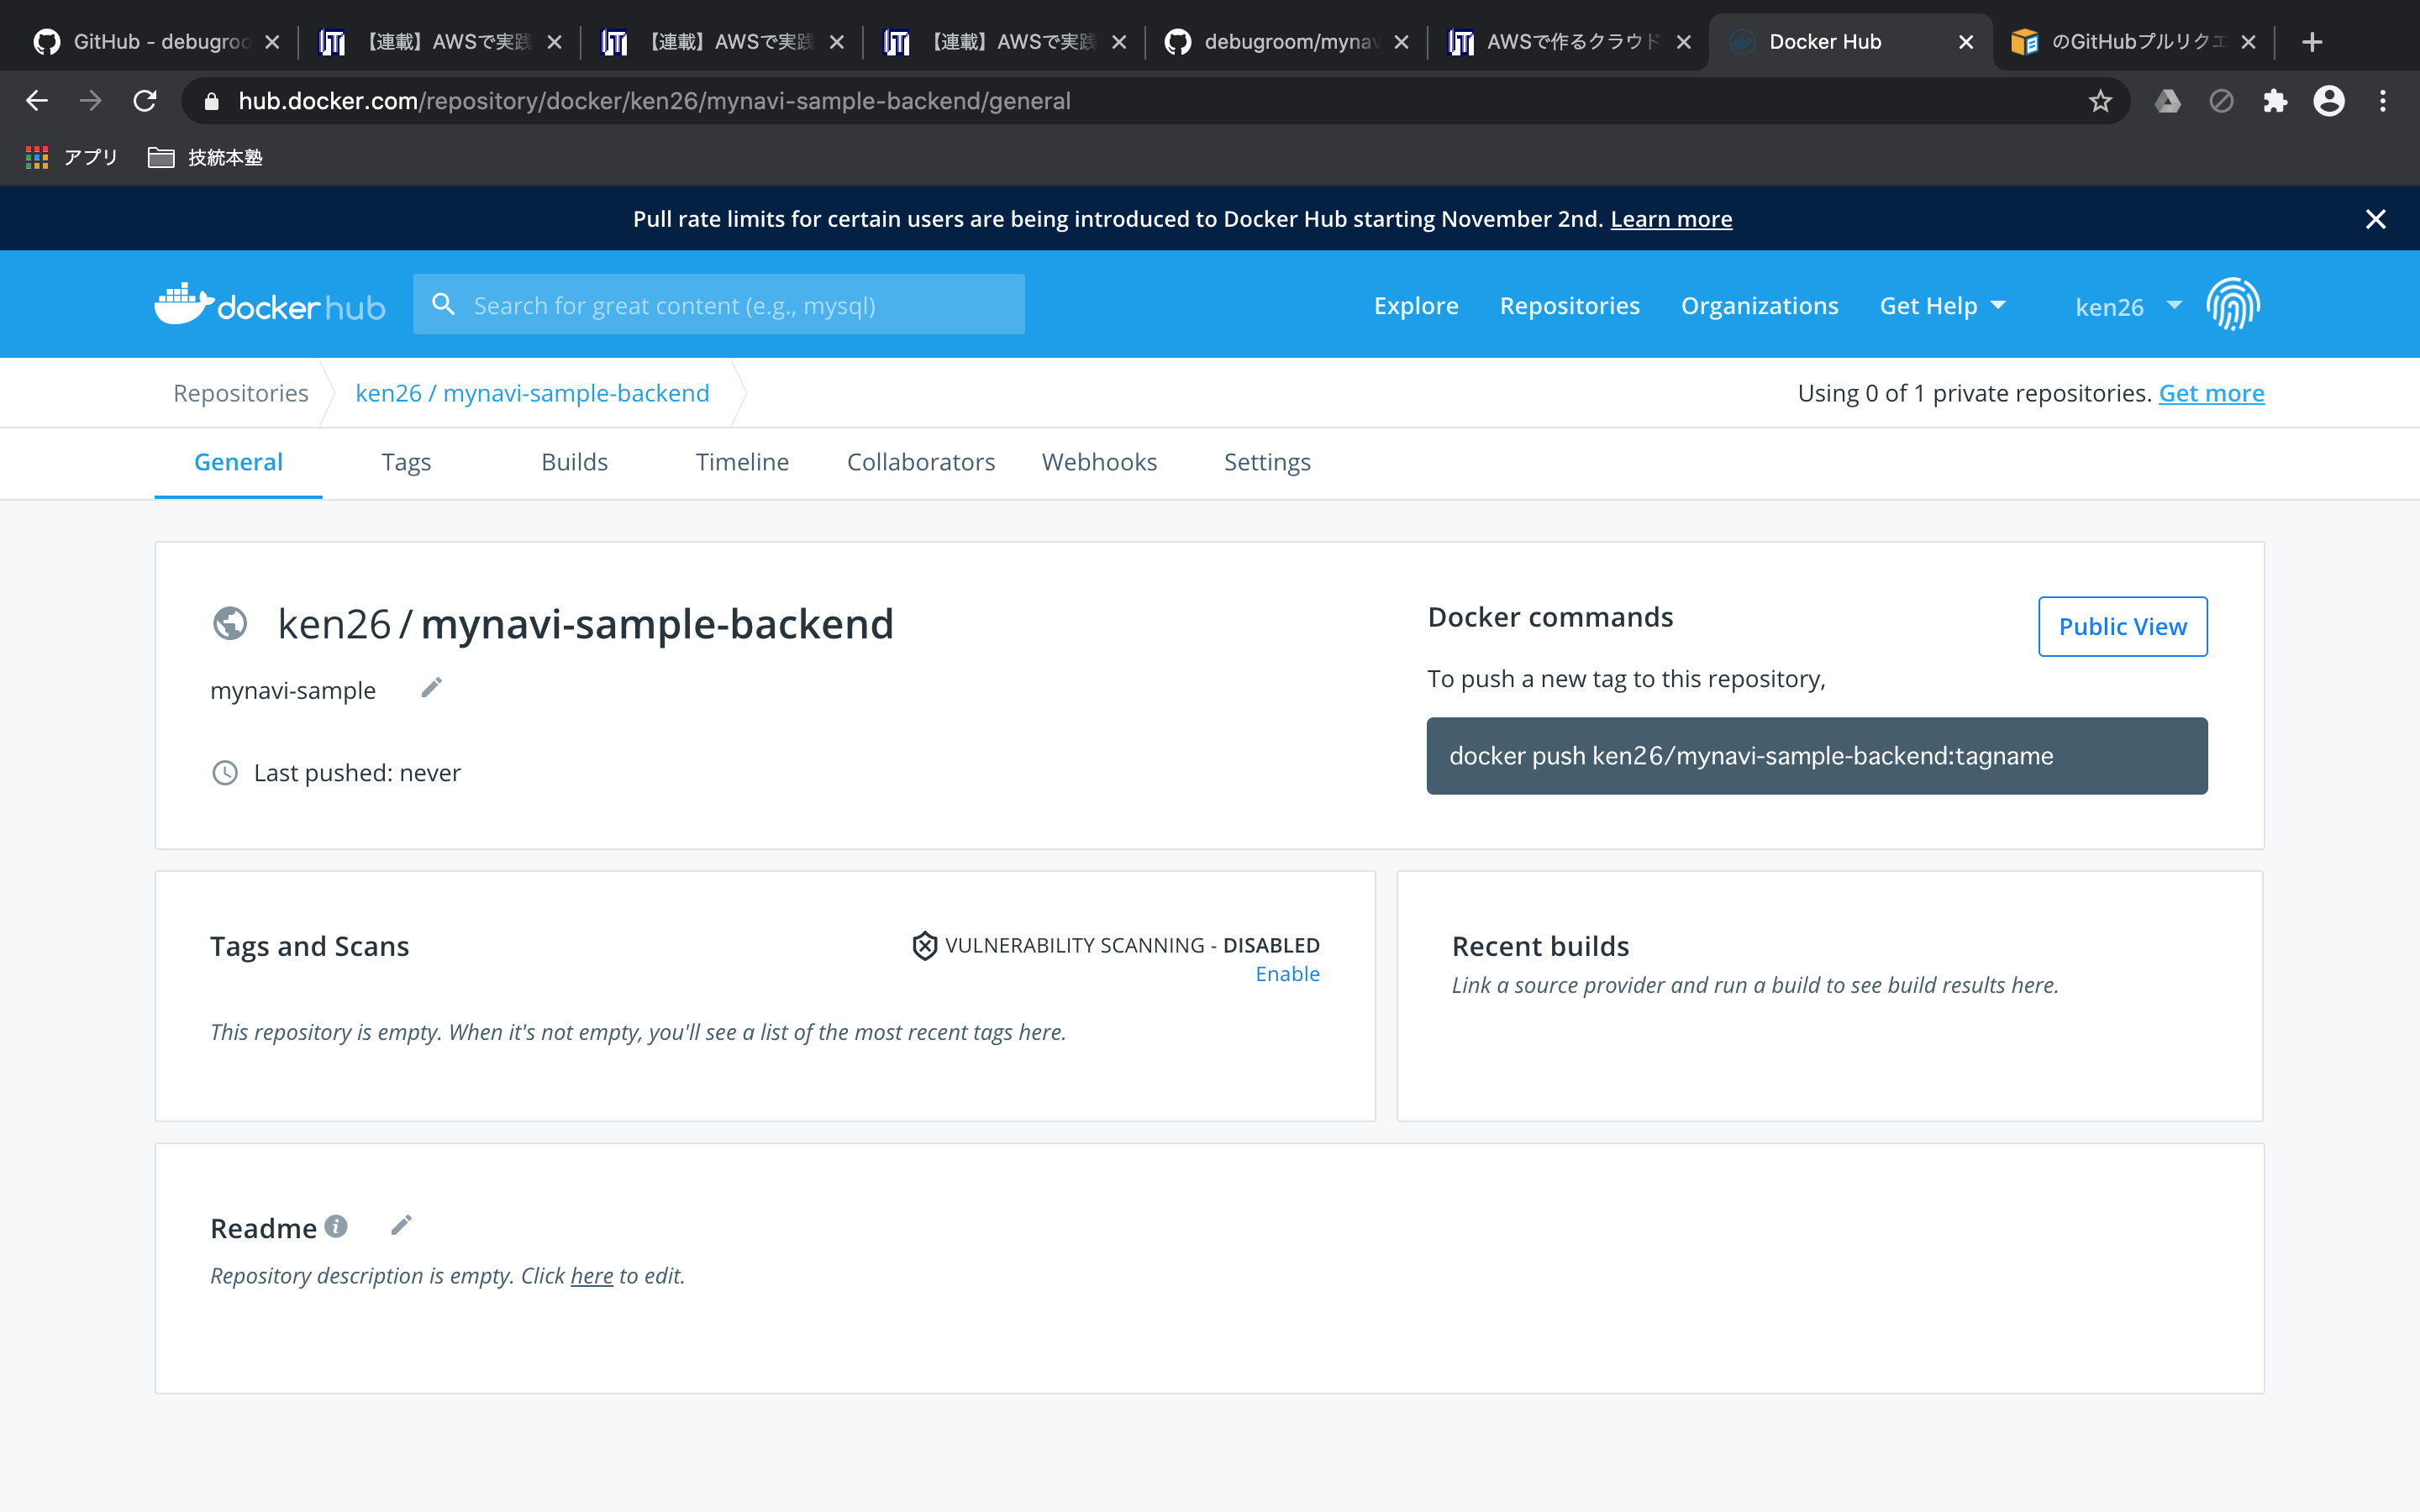 GitHub - debugroo
【連載】AWSで実践
【連載】AWSで実践
【連載】AWSで実践
debugroom/mynav
AWSで作るクラウド
Docker Hub
のGitHubプルリクエ
hub.docker.com/repository/docker/ken26/mynavi-sample-backend/general
アプリ
技統本塾
Pull rate limits for certain users are being introduced to Docker Hub starting November 2nd. Learn more
docker hub
Search for great content (e.g., mysql)
Explore
Repositories
Organizations
Get Help
ken26
Repositories
ken26 / mynavi-sample-backend
Using 0 of 1 private repositories. Get more
General
Tags
Builds
Timeline
Collaborators
Webhooks
Settings
ken26 / mynavi-sample-backend
mynavi-sample
Last pushed: never
Docker commands
Public View
To push a new tag to this repository,
docker push ken26/mynavi-sample-backend:tagname
Tags and Scans
VULNERABILITY SCANNING - DISABLED
Enable
This repository is empty. When it's not empty, you'll see a list of the most recent tags here.
Recent builds
Link a source provider and run a build to see build results here.
Readme
Repository description is empty. Click here to edit.